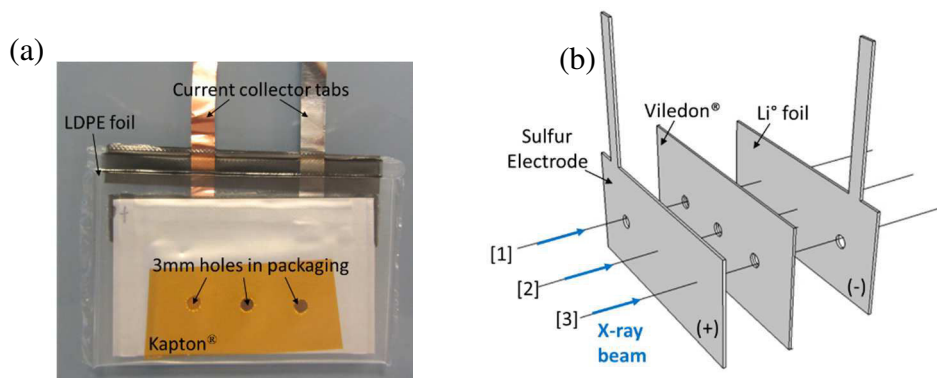 (a)
Current collector tabs
LDPE foil
3mm holes in packaging
Kapton®
+
(b)
Viledon®
Li° foil
Sulfur
Electrode
[1]
[2]
[3]
X-ray
beam
(+)
(-)